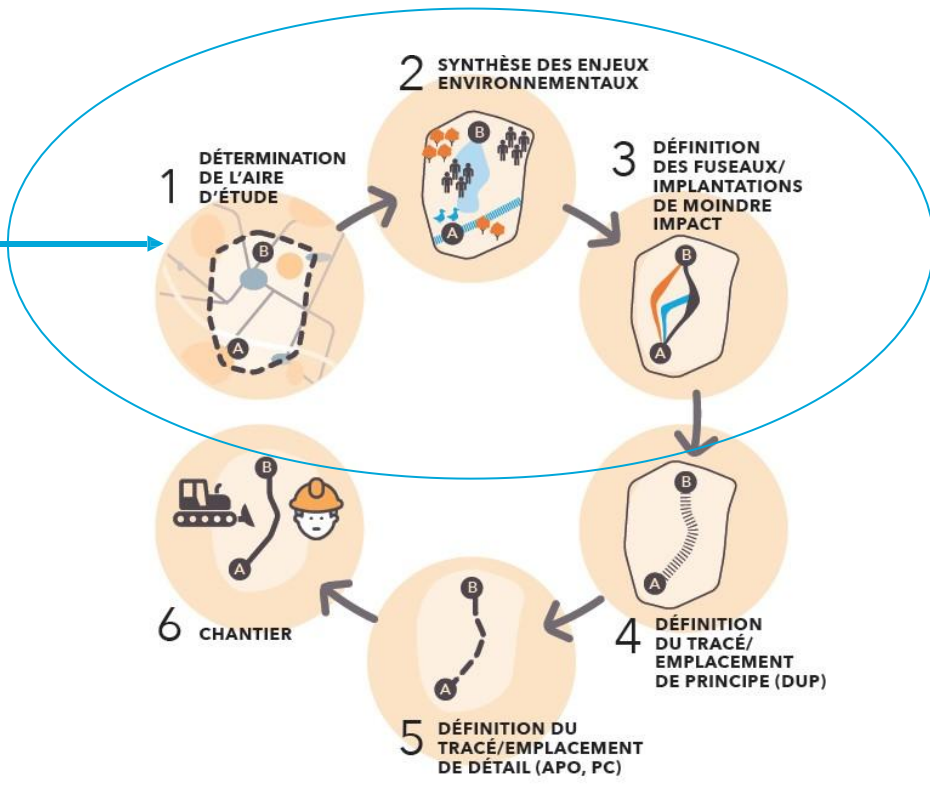 1
DÉTERMINATION
DE L'AIRE
D'ÉTUDE
B
A
2
SYNTHÈSE DES ENJEUX
ENVIRONNEMENTAUX
B
A
3
DÉFINITION
DES FUSEAUX/
IMPLANTATIONS
DE MOINDRE
IMPACT
B
A
4
DÉFINITION
DU TRACÉ/
EMPLACEMENT
DE PRINCIPE (DUP)
B
A
5
DÉFINITION DU
TRACÉ/EMPLACEMENT
DE DÉTAIL (APO, PC)
B
A
6
CHANTIER
B
A